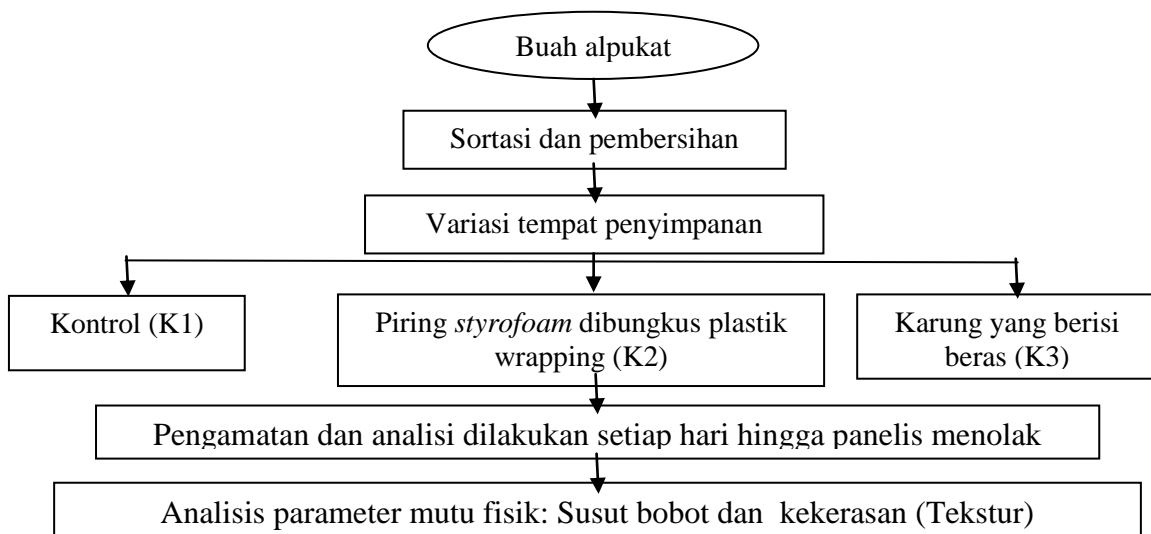 Buah alpukat
Sortasi dan pembersihan
Variasi tempat penyimpanan
Kontrol (K1)
Piring styrofoam dibungkus plastik
wrapping (K2)
Karung yang berisi
beras (K3)
Pengamatan dan analisi dilakukan setiap hari hingga panelis menolak
Analisis parameter mutu fisik: Susut bobot dan kekerasan (Tekstur)